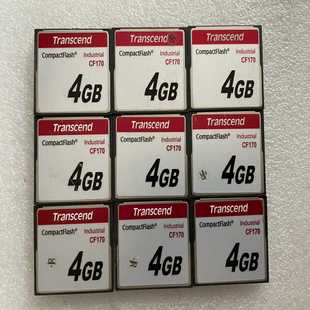 Transcend
CompactFlash®
Industrial
CF170
4GB
Transcend
CompactFlash®
Industrial
CF170
4GB
Transcend
CompactFlash®
Industrial
CF170
4GB
Transcend
CompactFlash®
Industrial
CF170
4GB
Transcend
CompactFlash®
Industrial
CF170
4GB
Transcend
CompactFlash®
Industrial
CF170
4GB
Transcend
CompactFlash®
Industrial
CF170
4GB
Transcend
CompactFlash®
Industrial
CF170
4GB
Transcend
CompactFlash®
Industrial
CF170
4GB